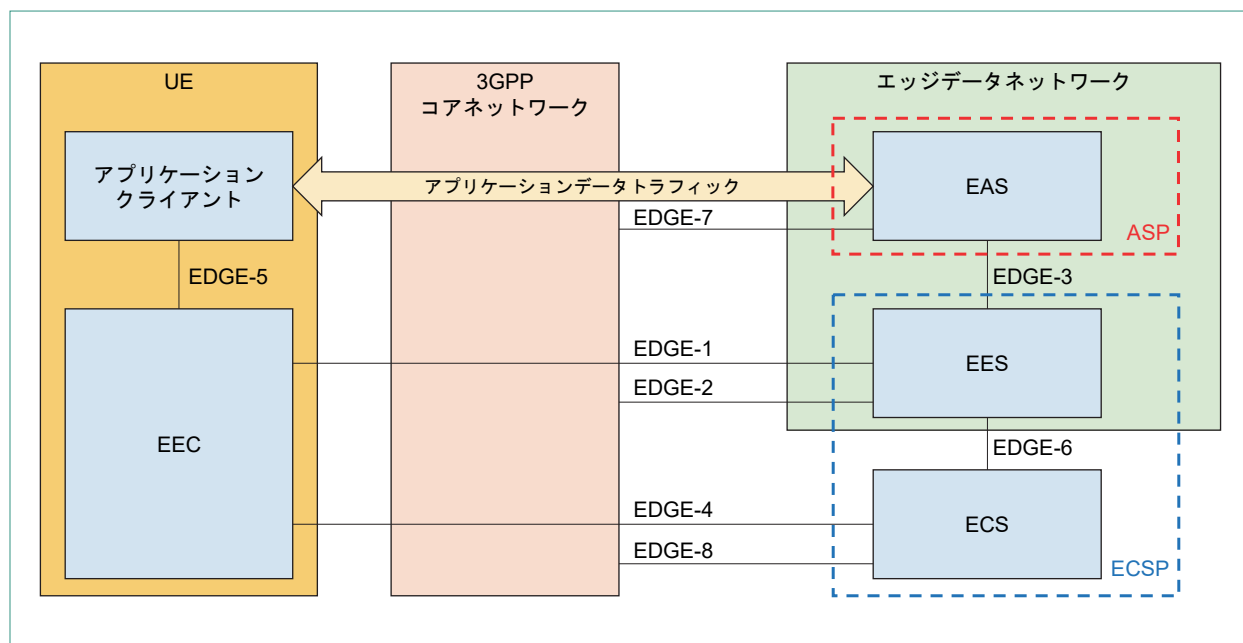 UE
3GPP
コアネットワーク
エッジデータネットワーク
アプリケーション
クライアント
アプリケーションデータトラフィック
EAS
EDGE-7
ASP
EDGE-5
EDGE-3
EDGE-1
EES
EDGE-2
EEC
EDGE-6
EDGE-4
ECS
EDGE-8
ECSP